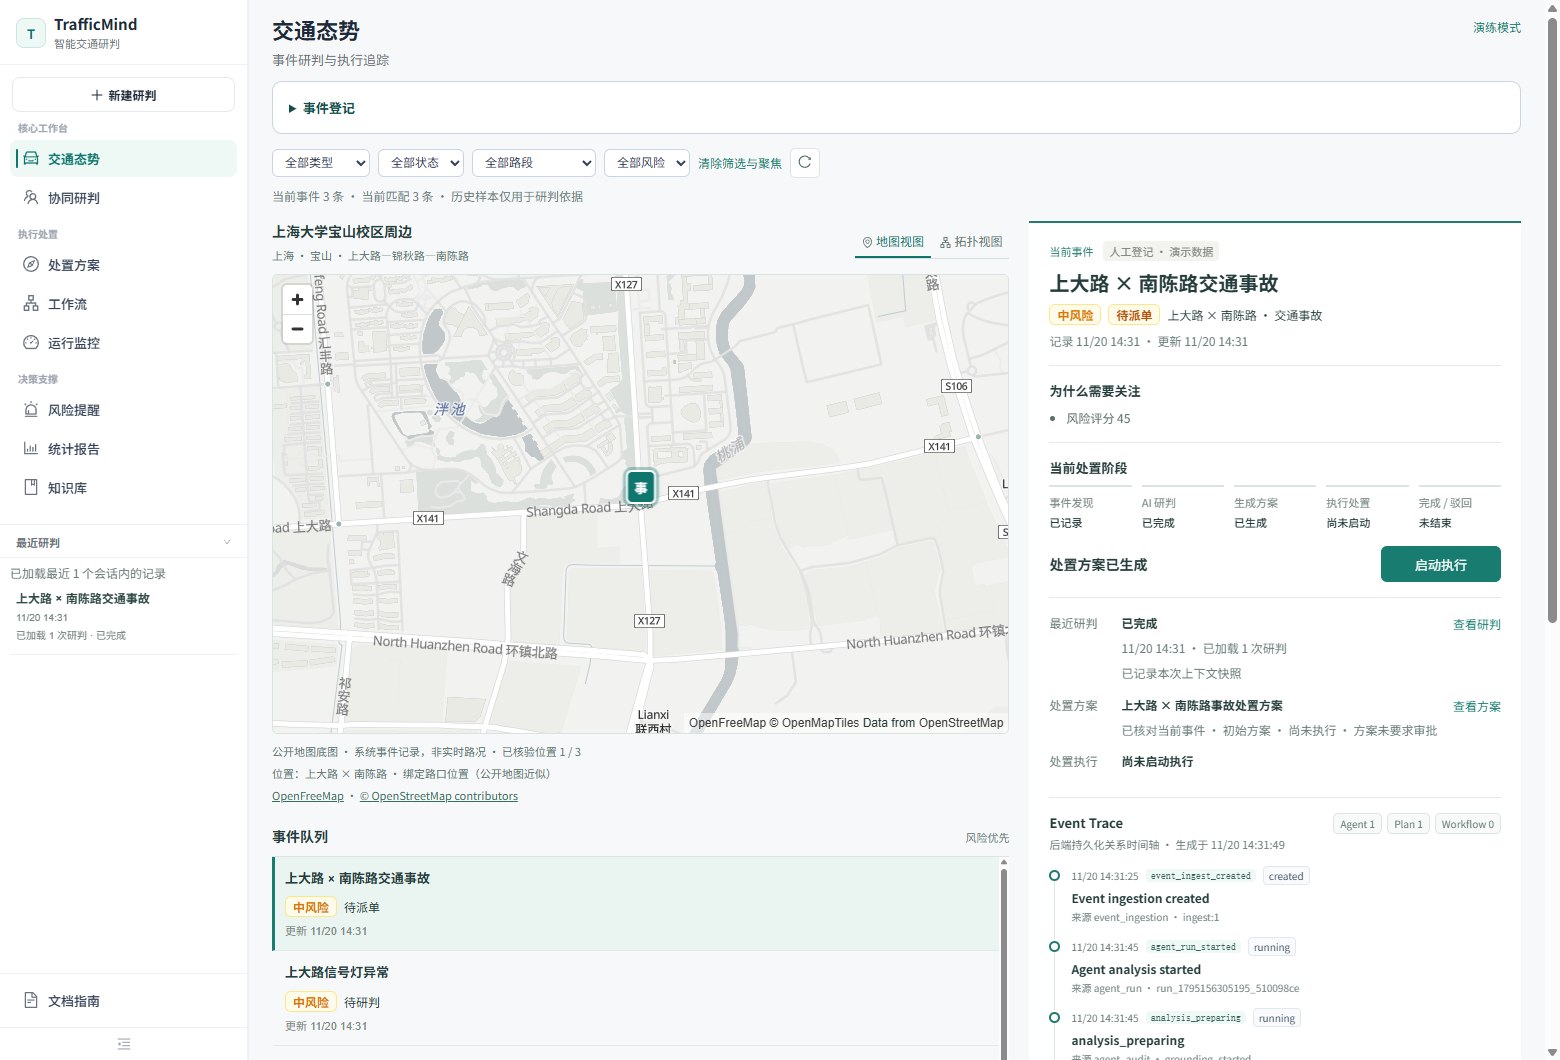 T
TrafficMind
智能交通研判
新建研判
核心工作台
交通态势
协同研判
执行处置
处置方案
工作流
运行监控
决策支撑
风险提醒
统计报告
知识库
最近研判
已加载最近 1 个会话内的记录
上大路 × 南陈路交通事故
11/20 14:31
已加载 1 次研判 · 已完成
文档指南
交通态势
事件研判与执行追踪
演练模式
▶ 事件登记
全部类型 全部状态 全部路段 全部风险 清除筛选与聚焦
当前事件 3 条 • 当前匹配 3 条 • 历史样本仅用于研判依据
上海大学宝山校区周边
上海 • 宝山 • 上大路—锦秋路—南陈路
地图视图 拓扑视图
+
−
feng Road 汇丰路
X127
路
S106
泮池
桃浦
X141
事
X141
Shangda Road 上大路
X141
ad 上大路
文海路
X127
North Huanzhen Road 环镇北路
North Huanzhen Road 环镇
祁安路
Lianxi
联西村
OpenFreeMap © OpenMapTiles Data from OpenStreetMap
公开地图底图 • 系统事件记录，非实时路况 • 已核验位置 1 / 3
位置：上大路 × 南陈路 • 绑定路口位置（公开地图近似）
OpenFreeMap • © OpenStreetMap contributors
事件队列
风险优先
上大路 × 南陈路交通事故
中风险 待派单
更新 11/20 14:31
上大路信号灯异常
中风险 待研判
更新 11/20 14:31
当前事件 人工登记 • 演示数据
上大路 × 南陈路交通事故
中风险 待派单 上大路 × 南陈路 • 交通事故
记录 11/20 14:31 • 更新 11/20 14:31
为什么需要关注
• 风险评分 45
当前处置阶段
事件发现 AI 研判 生成方案 执行处置 完成 / 驳回
已记录 已完成 已生成 尚未启动 未结束
处置方案已生成
启动执行
最近研判 已完成 查看研判
11/20 14:31 • 已加载 1 次研判
已记录本次上下文快照
处置方案 上大路 × 南陈路事故处置方案 查看方案
已核对当前事件 • 初始方案 • 尚未执行 • 方案未要求审批
处置执行 尚未启动执行
Event Trace
Agent 1 Plan 1 Workflow 0
后端持久化关系时间轴 • 生成于 11/20 14:31:49
11/20 14:31:25 event_ingest_created created
Event ingestion created
来源 event_ingestion • ingest:1
11/20 14:31:45 agent_run_started running
Agent analysis started
来源 agent_run • run_1795156305195_510098ce
11/20 14:31:45 analysis_preparing running
analysis_preparing
来源 agent_audit • grounding_started